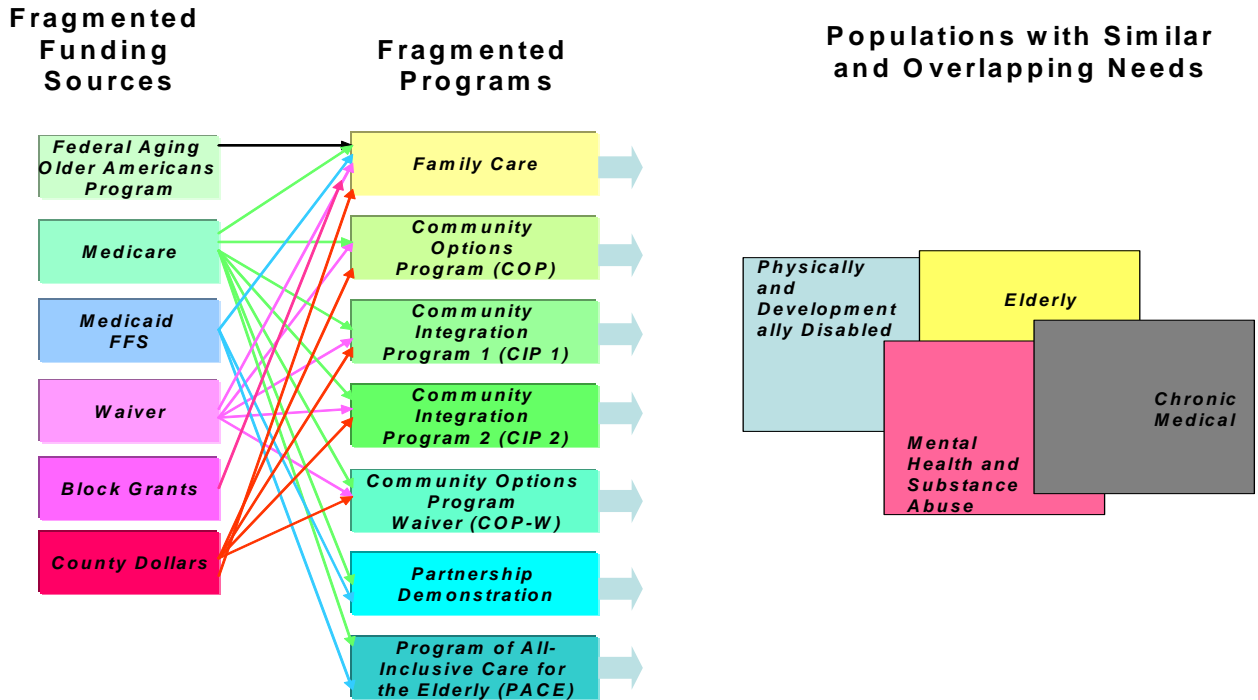 Fragmented
Funding
Sources
Fragmented
Programs
Populations with Similar
and Overlapping Needs
Federal Aging
Older Americans
Program
Medicare
Medicaid
FFS
Waiver
Block Grants
County Dollars
Family Care
Community
Options
Program (COP)
Community
Integration
Program 1 (CIP 1)
Community
Integration
Program 2 (CIP 2)
Community Options
Program
Waiver (COP-W)
Partnership
Demonstration
Program of All-
Inclusive Care for
the Elderly (PACE)
Physically
and
Development
ally Disabled
Elderly
Mental
Health and
Substance
Abuse
Chronic
Medical